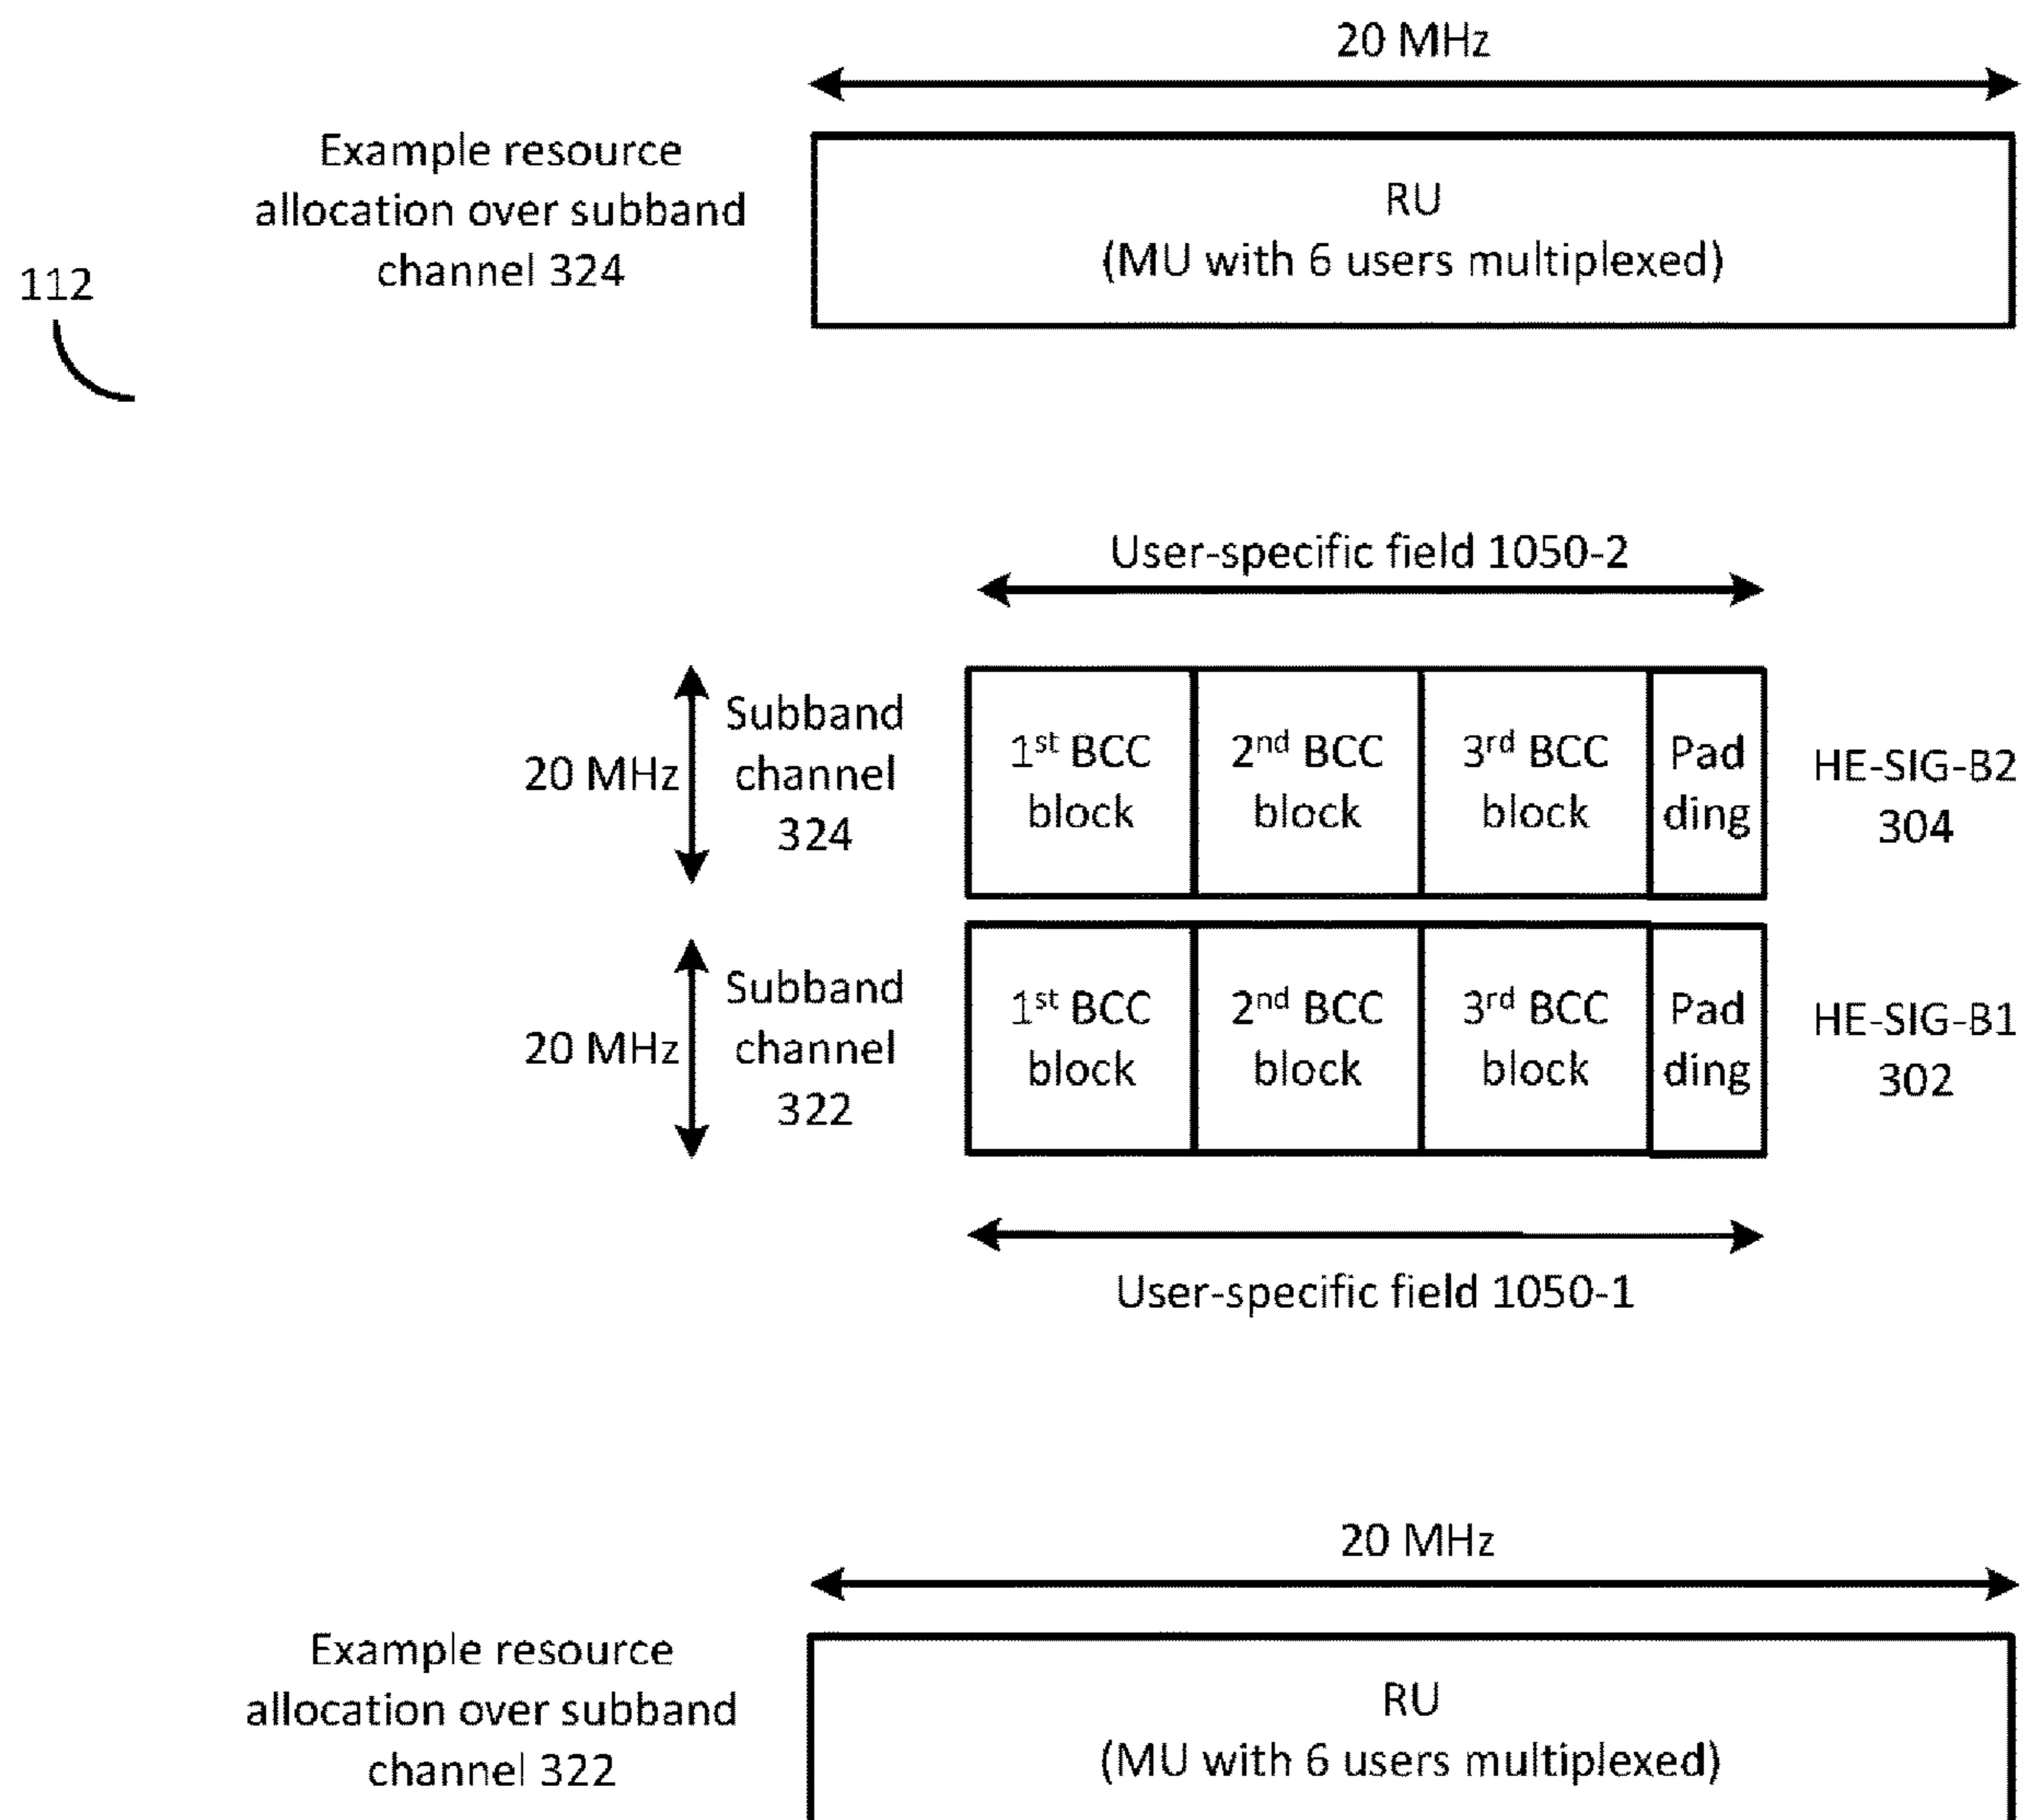 20 MHz
Example resource
allocation over subband
channel 324
RU
(MU with 6 users multiplexed)
112
User-specific field 1050-2
20 MHz
Subband
channel
324
1st BCC
block
2nd BCC
block
3rd BCC
block
Pad
ding
HE-SIG-B2
304
20 MHz
Subband
channel
322
1st BCC
block
2nd BCC
block
3rd BCC
block
Pad
ding
HE-SIG-B1
302
User-specific field 1050-1
20 MHz
Example resource
allocation over subband
channel 322
RU
(MU with 6 users multiplexed)